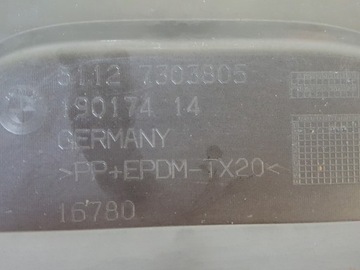 5112 7303805
190174 14
GERMANY
>PP+EPDM-TX20<
16780